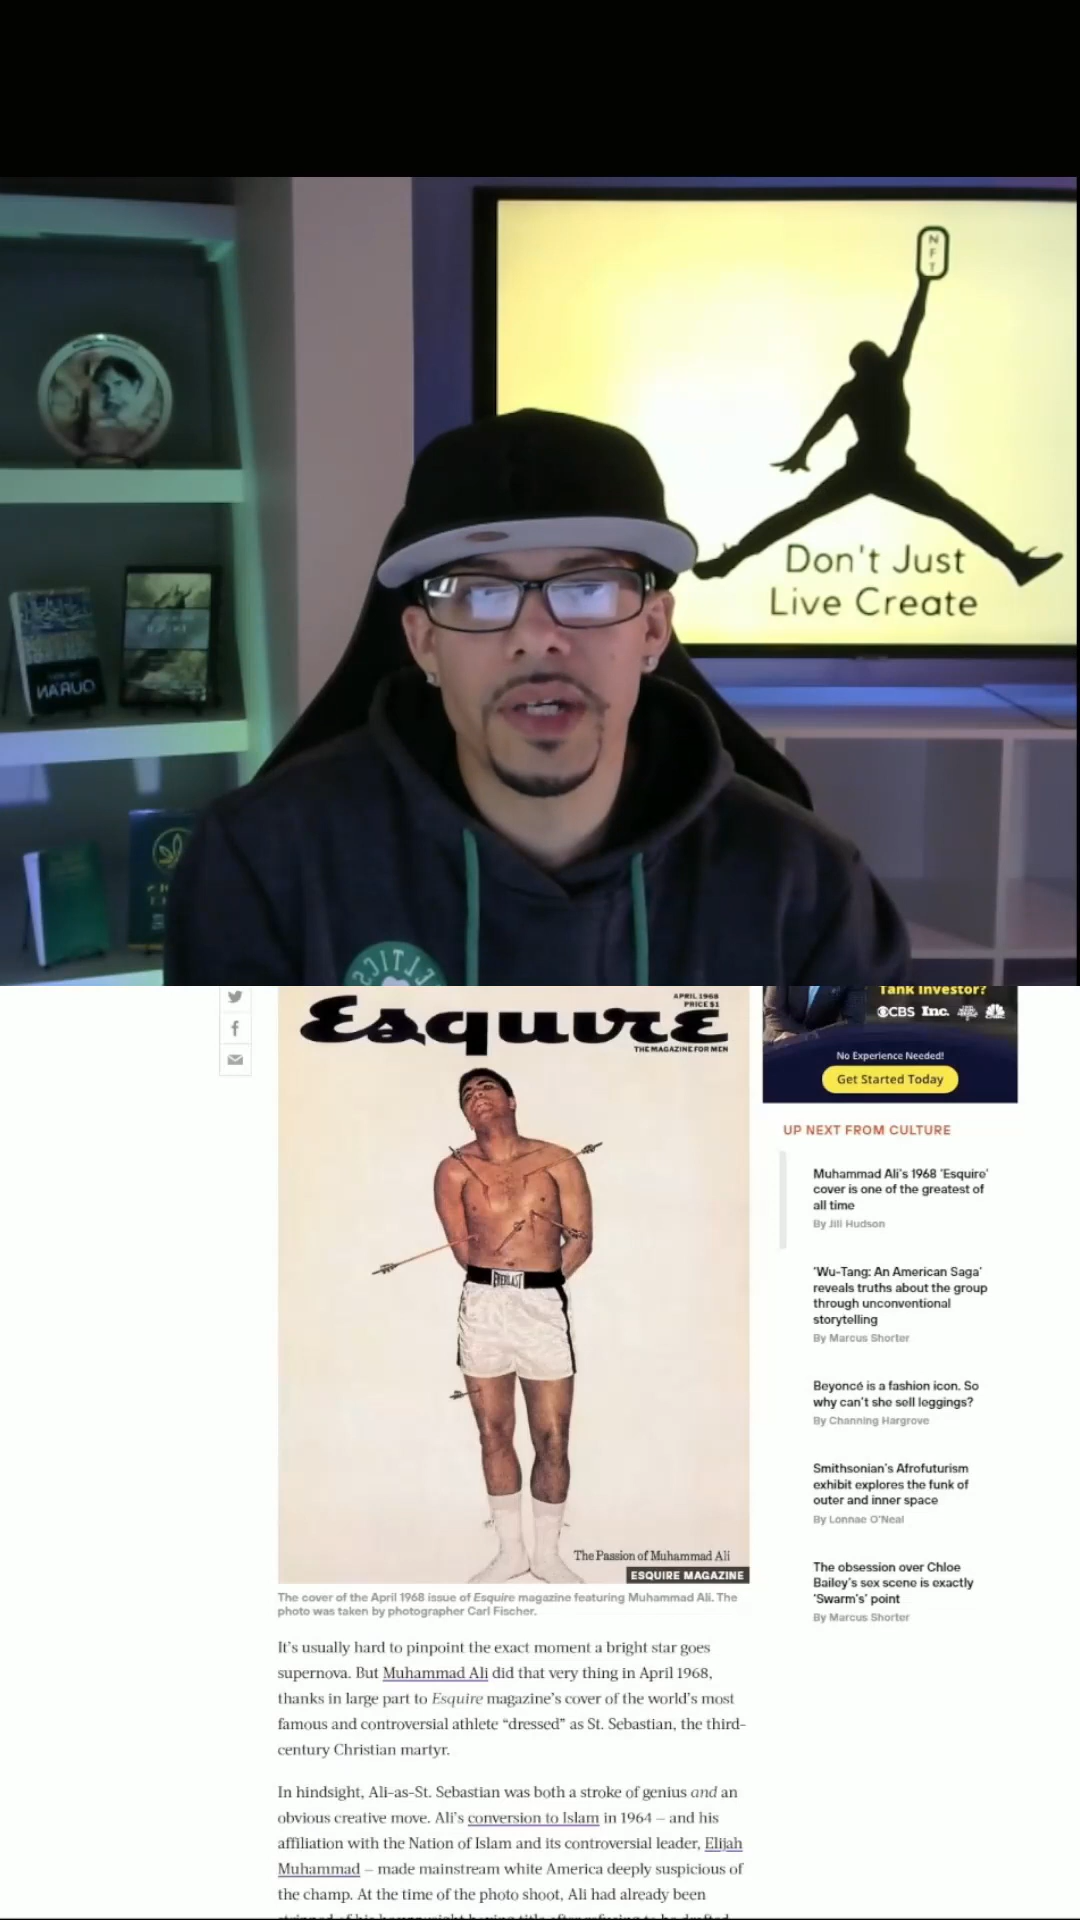 N
F
T
Don't Just
Live Create
QURAN
CELTICS
Esquire
APRIL 1968
PRICE $1
THE MAGAZINE FOR MEN
EVERLAST
The Passion of Muhammad Ali
ESQUIRE MAGAZINE
The cover of the April 1968 issue of Esquire magazine featuring Muhammad Ali. The
photo was taken by photographer Carl Fischer.
It's usually hard to pinpoint the exact moment a bright star goes
supernova. But Muhammad Ali did that very thing in April 1968,
thanks in large part to Esquire magazine's cover of the world's most
famous and controversial athlete “dressed” as St. Sebastian, the third-
century Christian martyr.
In hindsight, Ali-as-St. Sebastian was both a stroke of genius and an
obvious creative move. Ali's conversion to Islam in 1964 – and his
affiliation with the Nation of Islam and its controversial leader, Elijah
Muhammad – made mainstream white America deeply suspicious of
the champ. At the time of the photo shoot, Ali had already been
Tank Investor?
CBS Inc.
No Experience Needed!
Get Started Today
UP NEXT FROM CULTURE
Muhammad Ali's 1968 'Esquire'
cover is one of the greatest of
all time
By Jill Hudson
'Wu-Tang: An American Saga'
reveals truths about the group
through unconventional
storytelling
By Marcus Shorter
Beyoncé is a fashion icon. So
why can't she sell leggings?
By Channing Hargrove
Smithsonian's Afrofuturism
exhibit explores the funk of
outer and inner space
By Lonnae O'Neal
The obsession over Chloe
Bailey's sex scene is exactly
'Swarm's' point
By Marcus Shorter